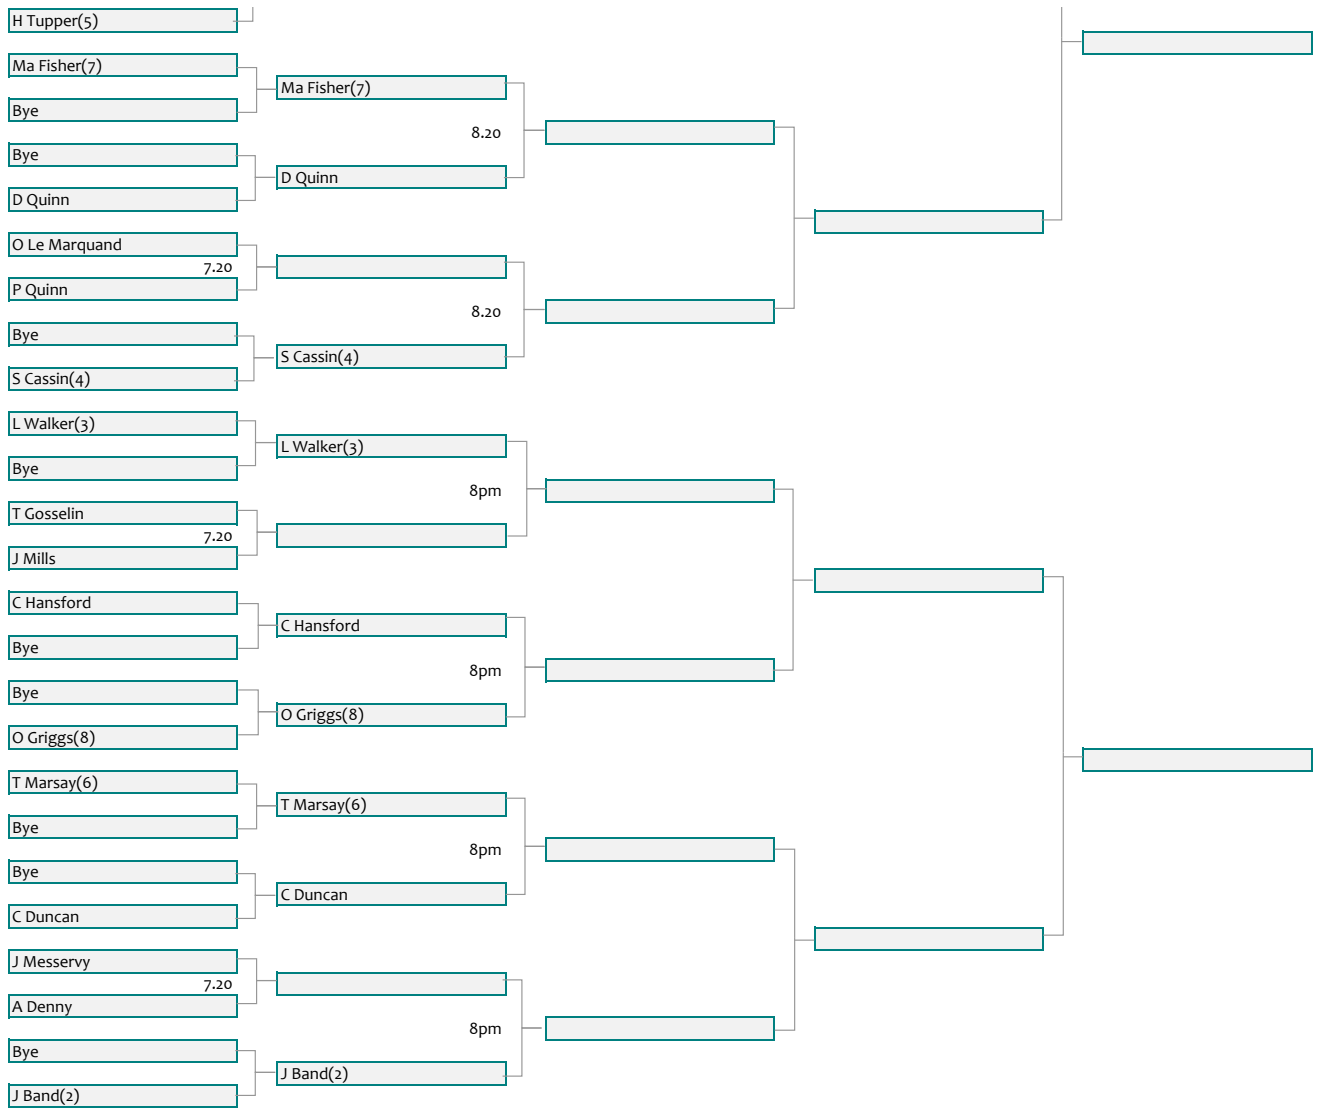 H Tupper(5)
Ma Fisher(7)
Ma Fisher(7)
Bye
8.20
Bye
D Quinn
D Quinn
O Le Marquand
7.20
P Quinn
8.20
Bye
S Cassin(4)
S Cassin(4)
L Walker(3)
L Walker(3)
Bye
8pm
T Gosselin
7.20
J Mills
C Hansford
C Hansford
Bye
8pm
Bye
O Griggs(8)
O Griggs(8)
T Marsay(6)
T Marsay(6)
Bye
8pm
Bye
C Duncan
C Duncan
J Messervy
7.20
A Denny
8pm
Bye
J Band(2)
J Band(2)